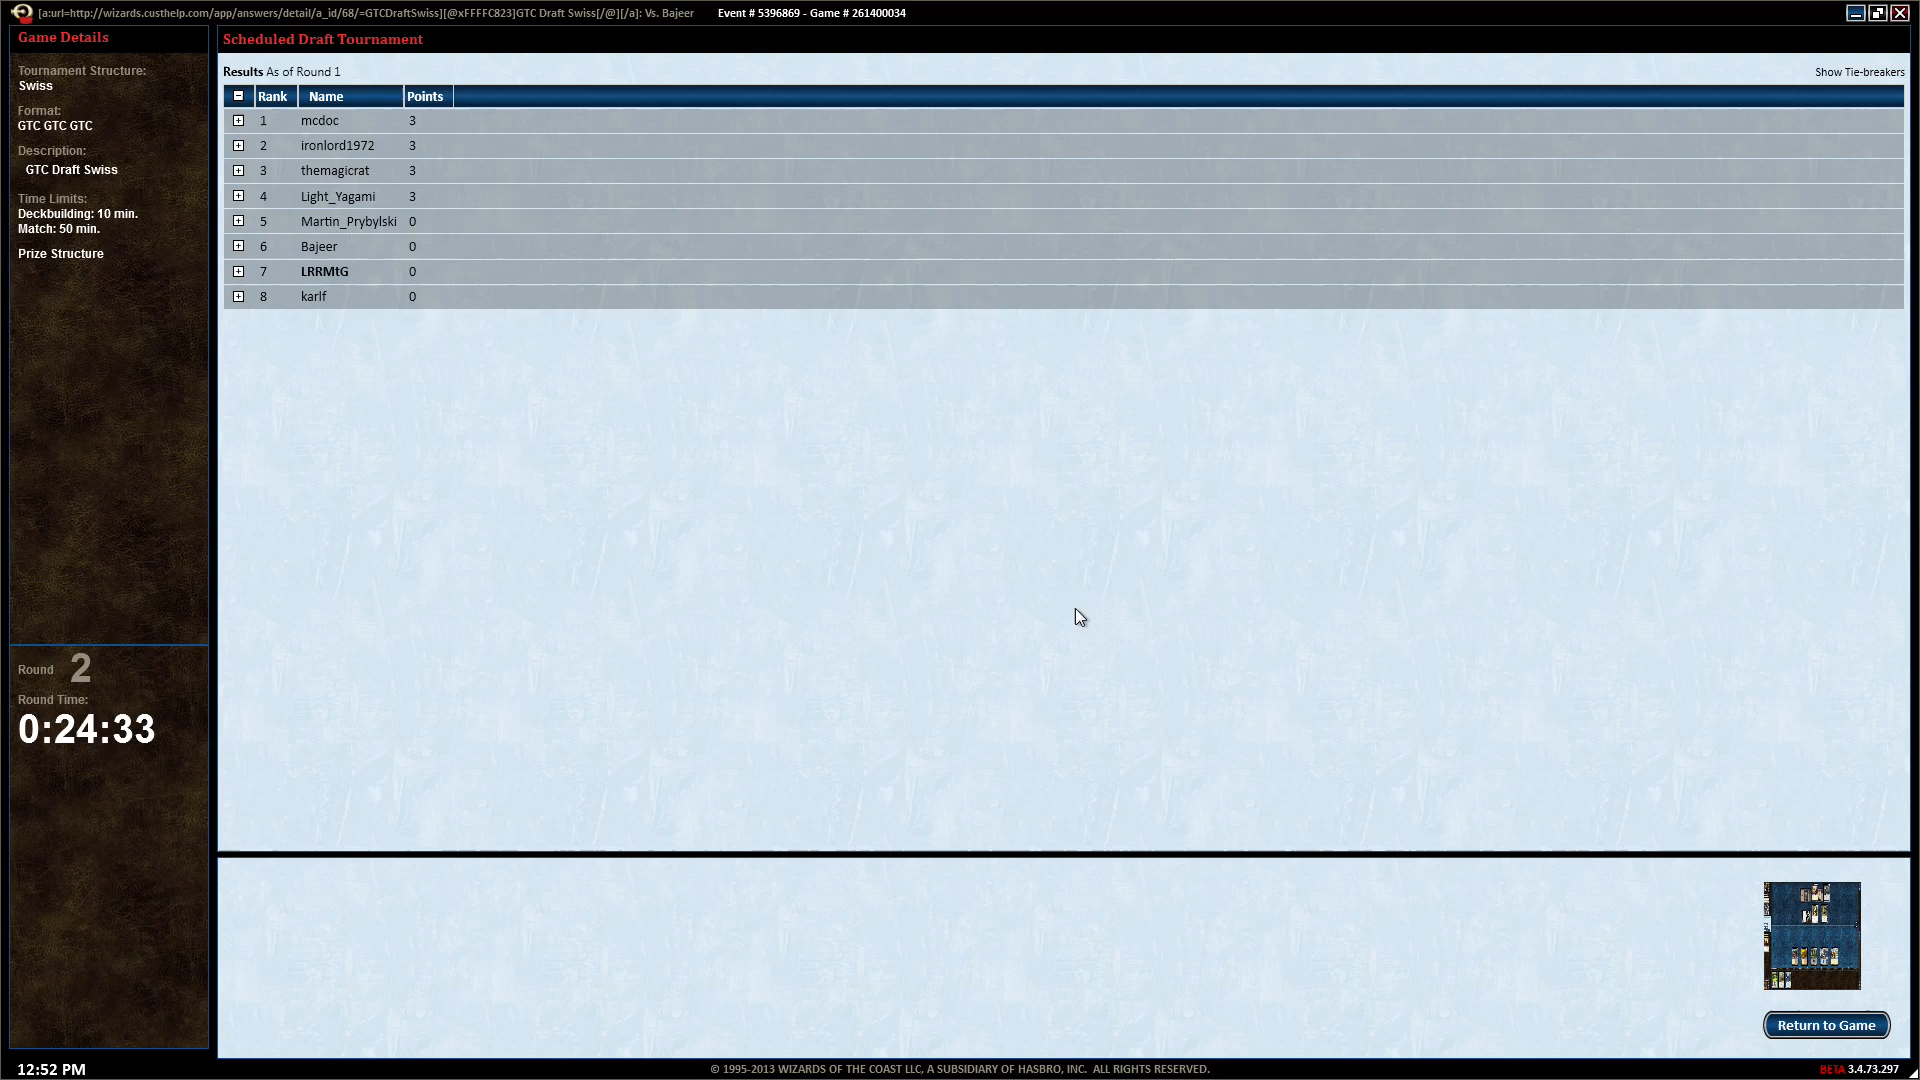 [a:url=http://wizards.custhelp.com/app/answers/detail/a_id/68/=GTCDraftSwiss][@xFFFFC823]GTC Draft Swiss[/@][/a]: Vs. Bajeer Event # 5396869 - Game # 261400034
Game Details
Tournament Structure:
Swiss
Format:
GTC GTC GTC
Description:
GTC Draft Swiss
Time Limits:
Deckbuilding: 10 min.
Match: 50 min.
Prize Structure
Round 2
Round Time:
0:24:33
12:52 PM
Scheduled Draft Tournament
Results As of Round 1 Show Tie-breakers
Rank Name Points
1 mcdoc 3
2 ironlord1972 3
3 themagicrat 3
4 Light_Yagami 3
5 Martin_Prybylski 0
6 Bajeer 0
7 LRRMtG 0
8 karlf 0
Return to Game
© 1995-2013 WIZARDS OF THE COAST LLC, A SUBSIDIARY OF HASBRO, INC. ALL RIGHTS RESERVED.
BETA 3.4.73.297